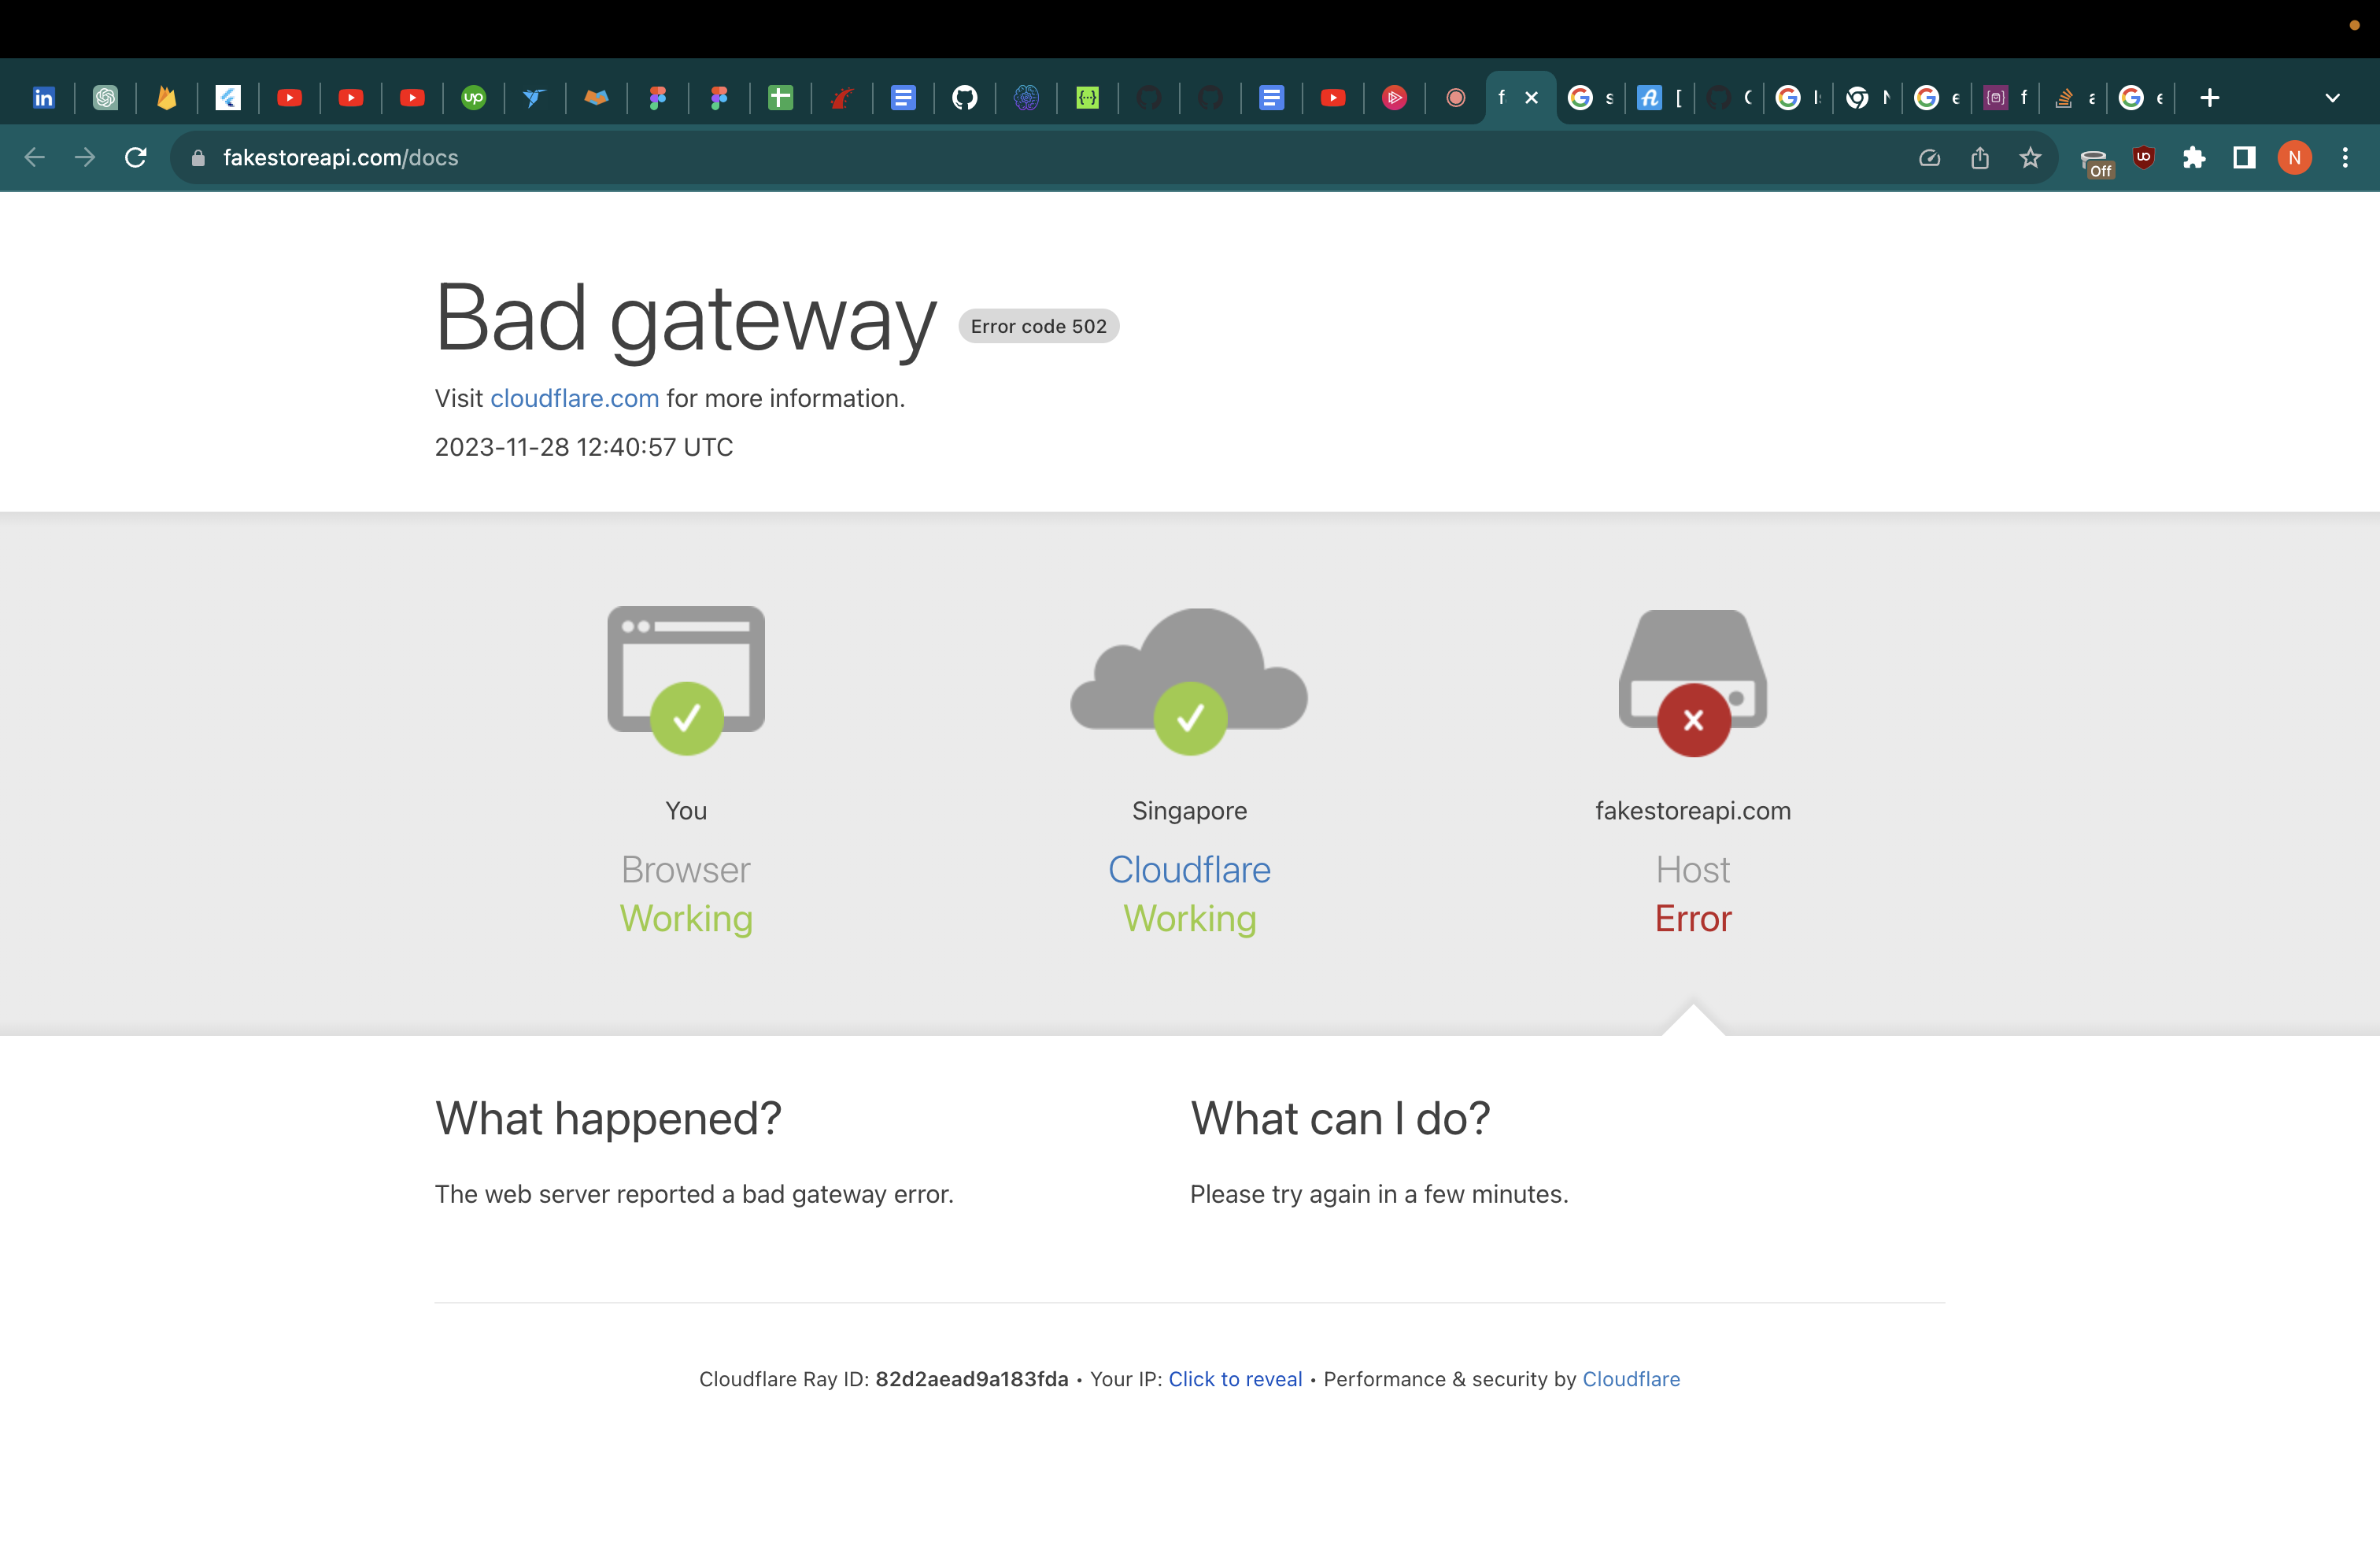 fakestoreapi.com/docs
Off
N
Bad gateway Error code 502
Visit cloudflare.com for more information.
2023-11-28 12:40:57 UTC
You
Browser
Working
Singapore
Cloudflare
Working
fakestoreapi.com
Host
Error
What happened?
The web server reported a bad gateway error.
What can I do?
Please try again in a few minutes.
Cloudflare Ray ID: 82d2aead9a183fda • Your IP: Click to reveal • Performance & security by Cloudflare